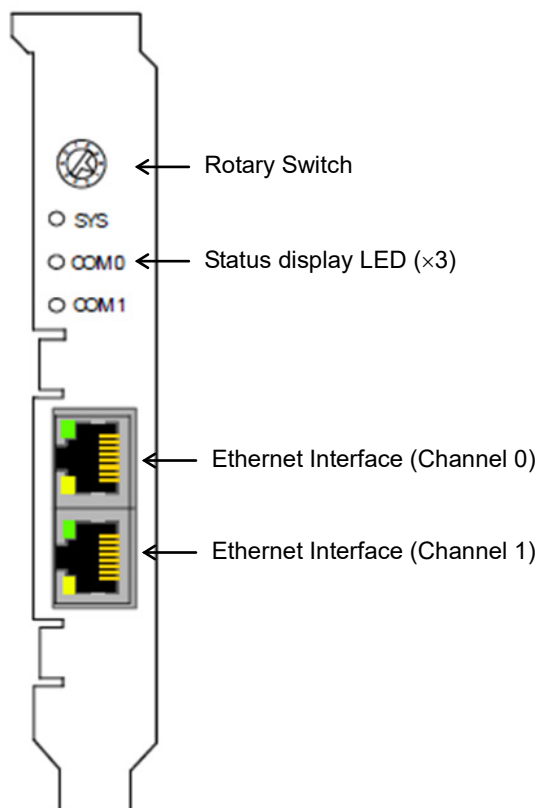 Rotary Switch
SYS
COM0
Status display LED (×3)
COM1
Ethernet Interface (Channel 0)
Ethernet Interface (Channel 1)